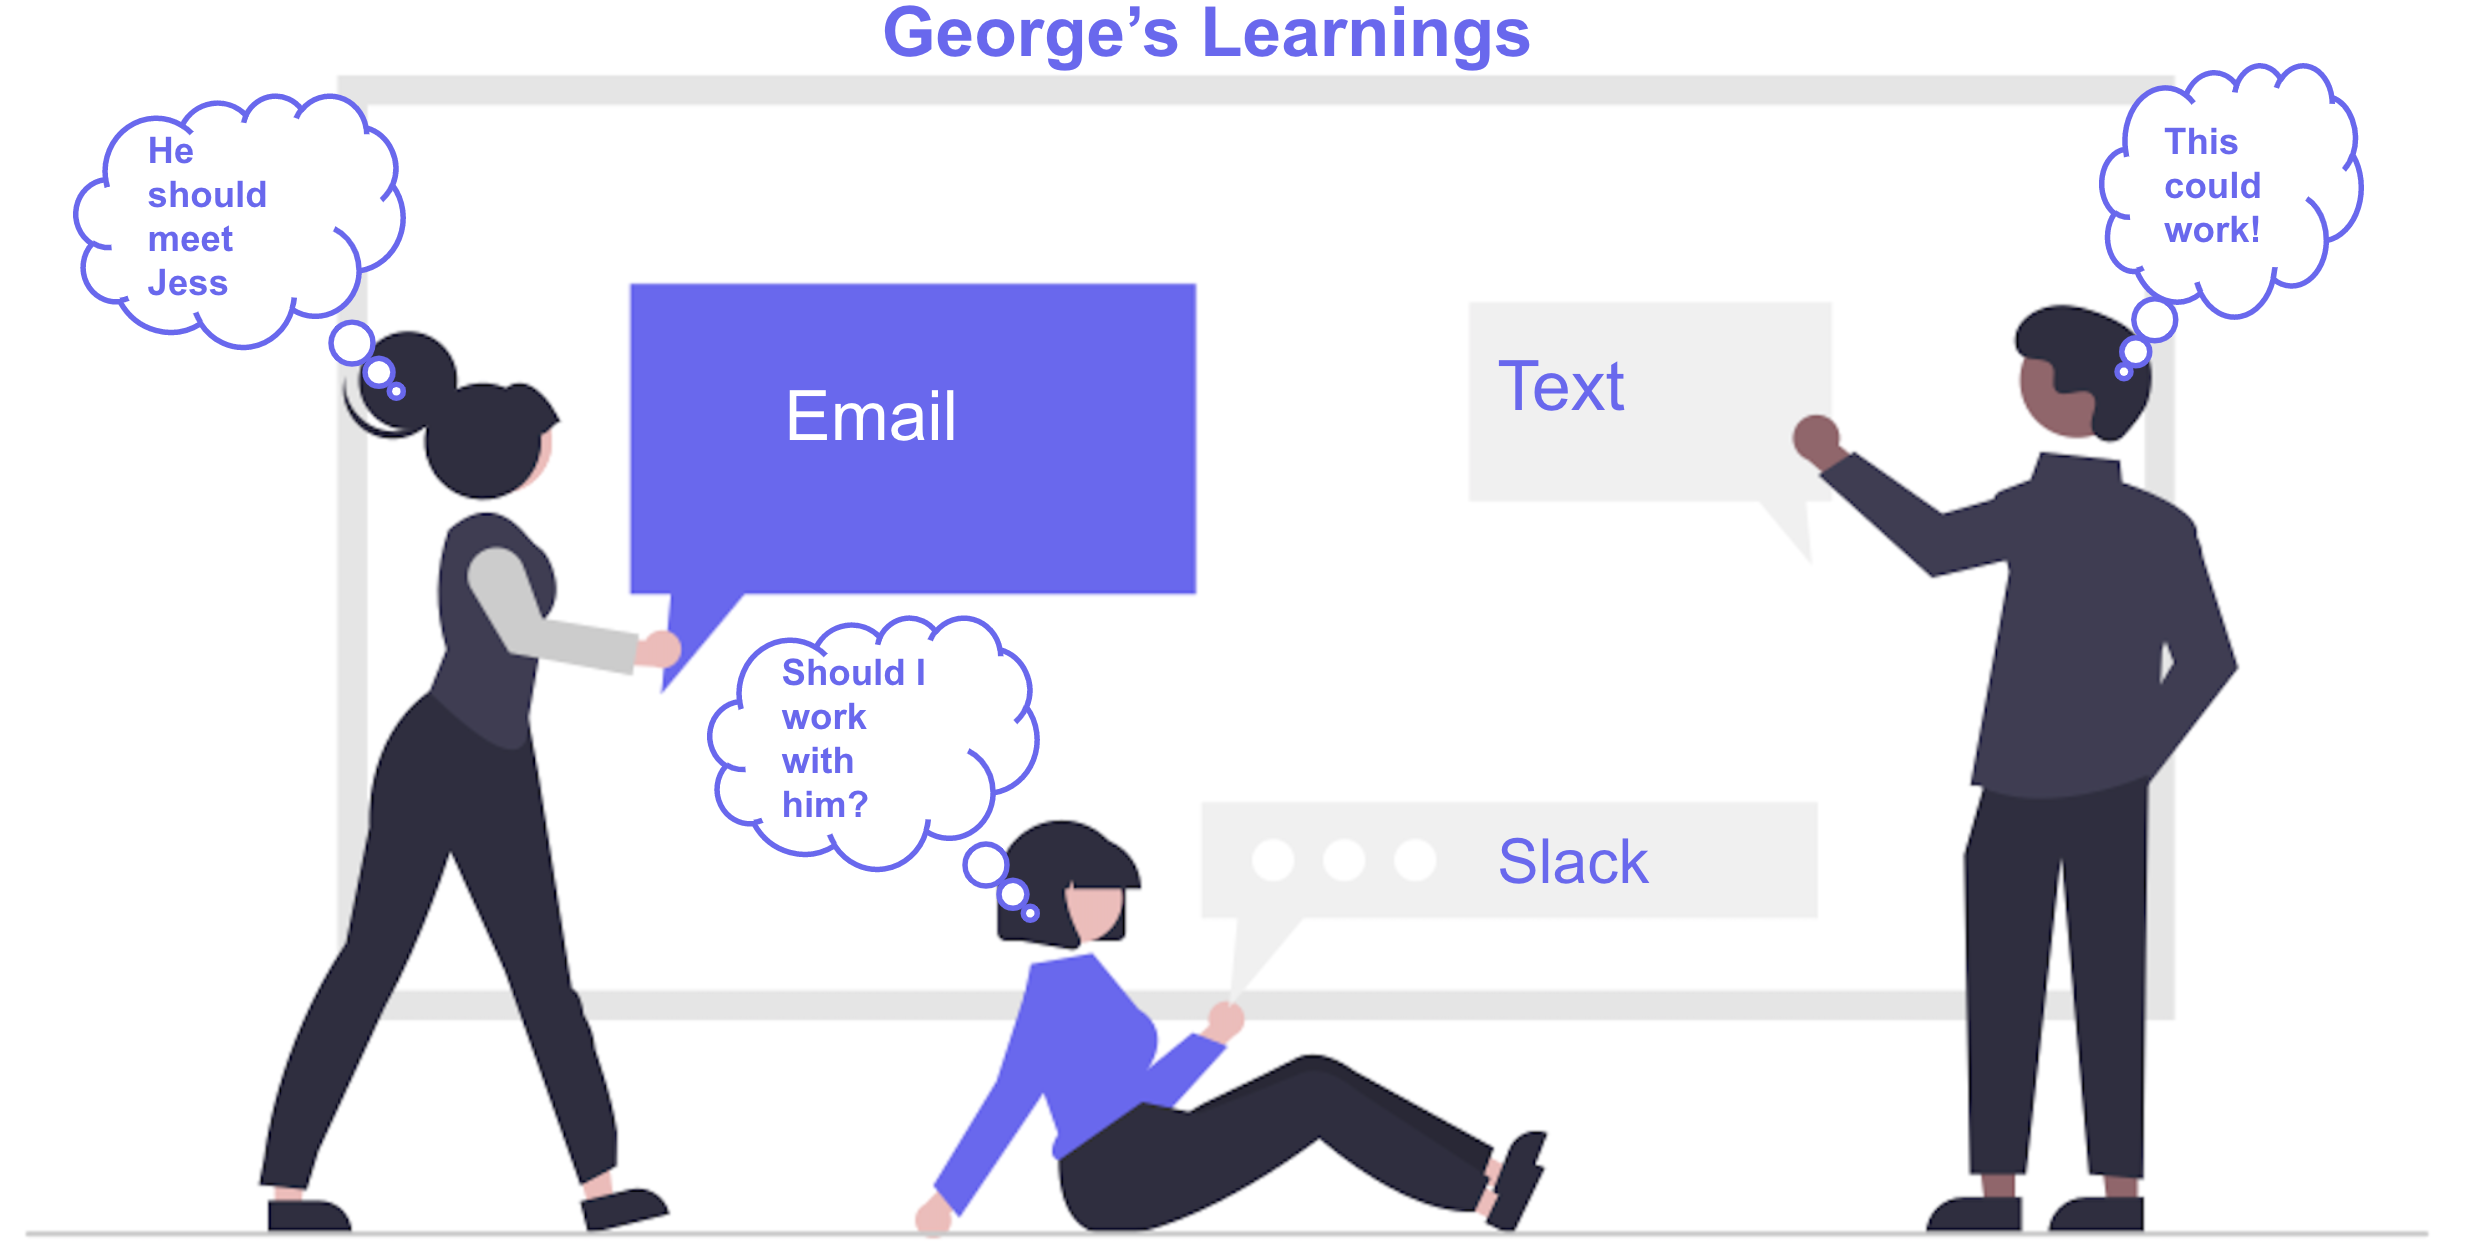 George’s Learnings
He
should
meet
Jess
This
could
work!
Email
Text
Should I
work
with
him?
Slack